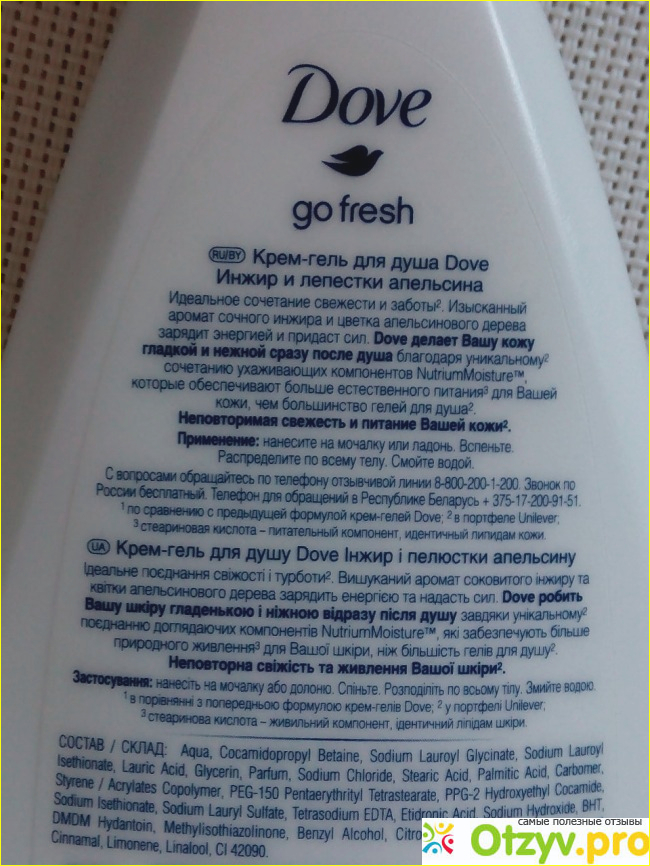 Dove
go fresh
RU/BY Крем-гель для душа Dove
Инжир и лепестки апельсина
Идеальное сочетание свежести и заботы². Изысканный
аромат сочного инжира и цветка апельсинового дерева
зарядит энергией и придаст сил. Dove делает Вашу кожу
гладкой и нежной сразу после душа благодаря уникальному²
сочетанию ухаживающих компонентов NutriumMoisture™,
которые обеспечивают больше естественного питания³ для Вашей
кожи, чем большинство гелей для душа².
Неповторимая свежесть и питание Вашей кожи².
Применение: нанесите на мочалку или ладонь. Вспеньте.
Распределите по всему телу. Смойте водой.
С вопросами обращайтесь по телефону отзывчивой линии 8-800-200-1-200. Звонок по
России бесплатный. Телефон для обращений в Республике Беларусь + 375-17-200-91-51.
¹ по сравнению с предыдущей формулой крем-гелей Dove; ² в портфеле Unilever;
³ стеариновая кислота – питательный компонент, идентичный липидам кожи.
UA Крем-гель для душу Dove Інжир і пелюстки апельсину
Ідеальне поєднання свіжості і турботи². Вишуканий аромат соковитого інжиру та
квітки апельсинового дерева зарядить енергією та надасть сил. Dove робить
Вашу шкіру гладенькою і ніжною відразу після душу завдяки унікальному²
поєднанню доглядаючих компонентів NutriumMoisture™, які забезпечують більше
природного живлення³ для Вашої шкіри, ніж більшість гелів для душу².
Неповторна свіжість та живлення Вашої шкіри².
Застосування: нанесіть на мочалку або долоню. Спіньте. Розподіліть по всьому тілу. Змийте водою.
¹ в порівнянні з попередньою формулою крем-гелів Dove; ² у портфелі Unilever;
³ стеаринова кислота – живильний компонент, ідентичний ліпідам шкіри.
СОСТАВ / СКЛАД: Aqua, Cocamidopropyl Betaine, Sodium Lauroyl Glycinate, Sodium Lauroyl
Isethionate, Lauric Acid, Glycerin, Parfum, Sodium Chloride, Stearic Acid, Palmitic Acid, Carbomer,
Styrene / Acrylates Copolymer, PEG-150 Pentaerythrityl Tetrastearate, PPG-2 Hydroxyethyl Cocamide,
Sodium Isethionate, Sodium Lauryl Sulfate, Tetrasodium EDTA, Etidronic Acid, Sodium Hydroxide, BHT,
DMDM Hydantoin, Methylisothiazolinone, Benzyl Alcohol,
Cinnamal, Limonene, Linalool, CI 42090.
самые полезные отзывы
Otzyv.pro